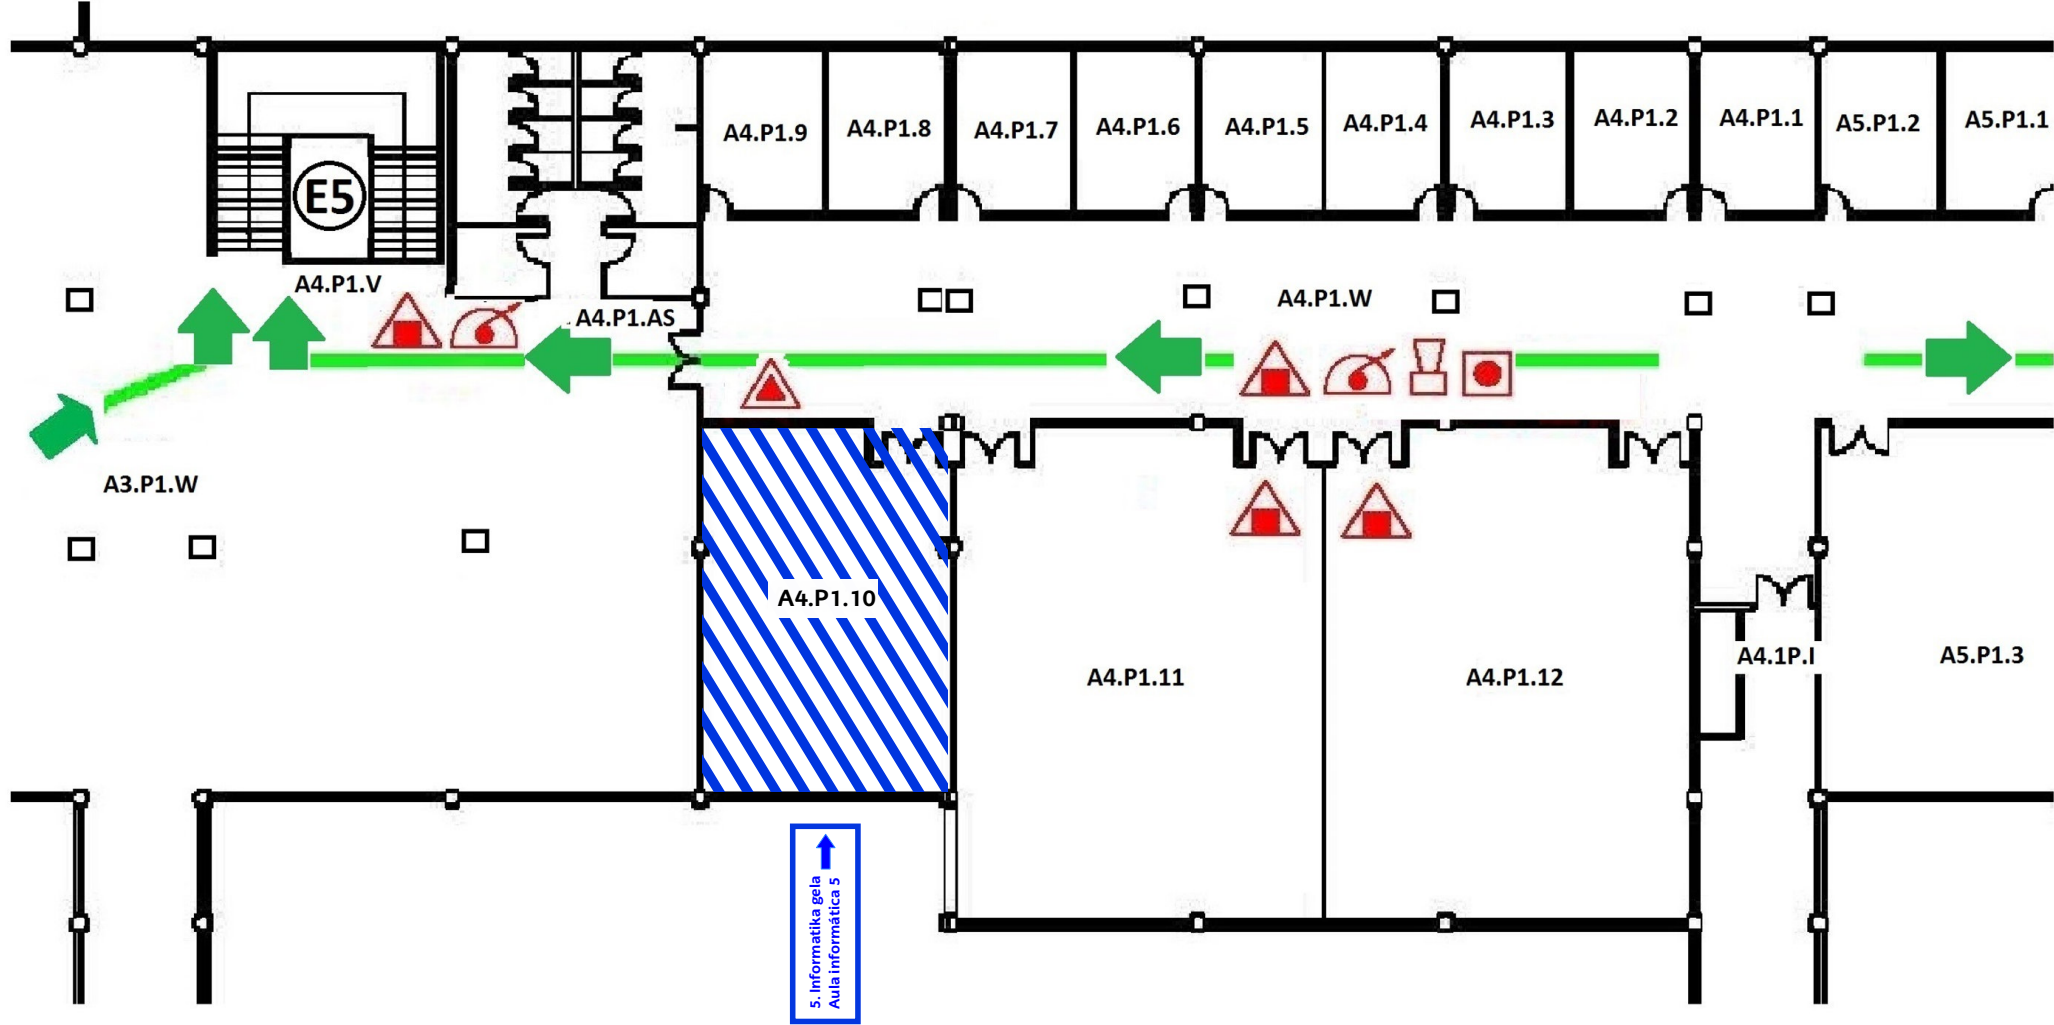 A4.P1.9
A4.P1.8
A4.P1.7
A4.P1.6
A4.P1.5
A4.P1.4
A4.P1.3
A4.P1.2
A4.P1.1
A5.P1.2
A5.P1.1
E5
A4.P1.V
A4.P1.AS
A4.P1.W
A3.P1.W
A4.P1.10
A4.P1.11
A4.P1.12
A4.1P.I
A5.P1.3
5. Informatika gela
Aula informática 5